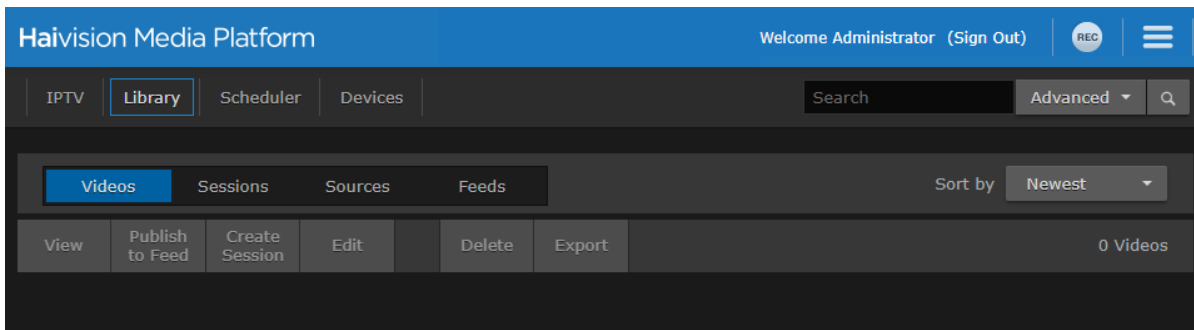 Haivision Media Platform
Welcome Administrator (Sign Out)
REC
IPTV Library Scheduler Devices
Search
Advanced
Videos Sessions Sources Feeds
Sort by Newest
View
Publish
to Feed
Create
Session
Edit
Delete
Export
0 Videos